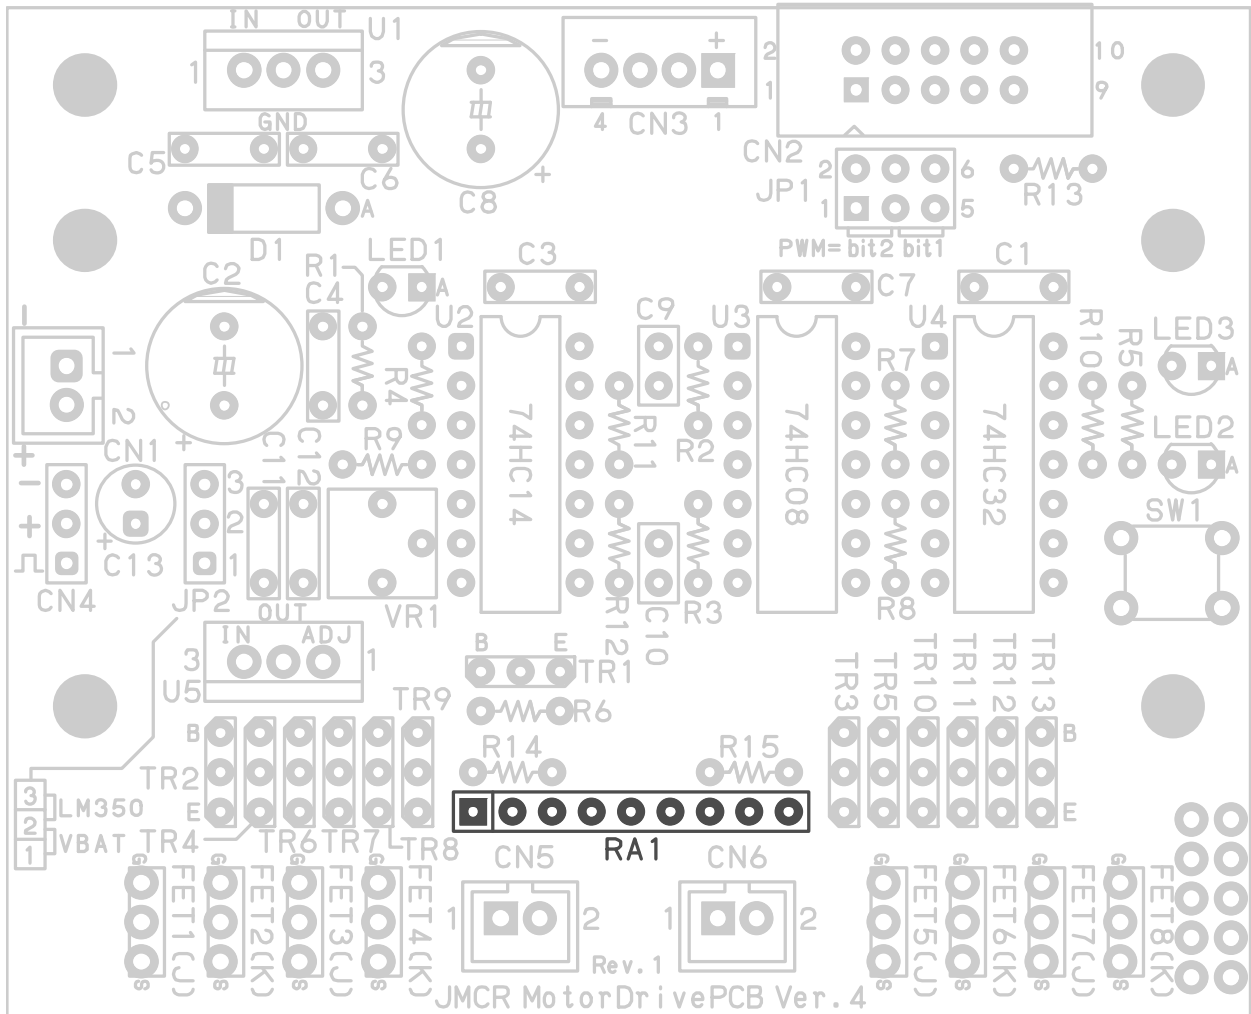 IN OUT U1
1 3
GND
C5 C6
C8
+
- +
4 CN3 1
2 10
1 9
CN2
JP1
2 6
1 5
PWM= bit2 bit1
R13
A
D1
LED1
A
C3
C7
C1
C2
R1
C4
U2
C9
U3
U4
R7
R10
R5
LED3
A
-
1
2
+
CN1
+
R4
R9
C11
C12
74HC14
R11
R2
74HC08
74HC32
LED2
A
SW1
-
+
CN4
+
C13
3
2
1
JP2
VR1
R12
C10
R3
R8
OUT
IN ADJ
3 1
U5
B E
TR1
R6
TR9
TR3
TR5
TR10
TR11
TR12
TR13
B
TR2
E
R14
R15
B
E
3
2
1
LM350
VBAT
TR4
TR6
TR7
TR8
RA1
CN5
1 2
CN6
1 2
G
FET1(J)
S
G
FET2(K)
S
G
FET3(J)
S
G
FET4(K)
S
G
FET5(J)
S
G
FET6(K)
S
G
FET7(J)
S
G
FET8(K)
S
Rev.1
JMCR MotorDrivePCB Ver.4